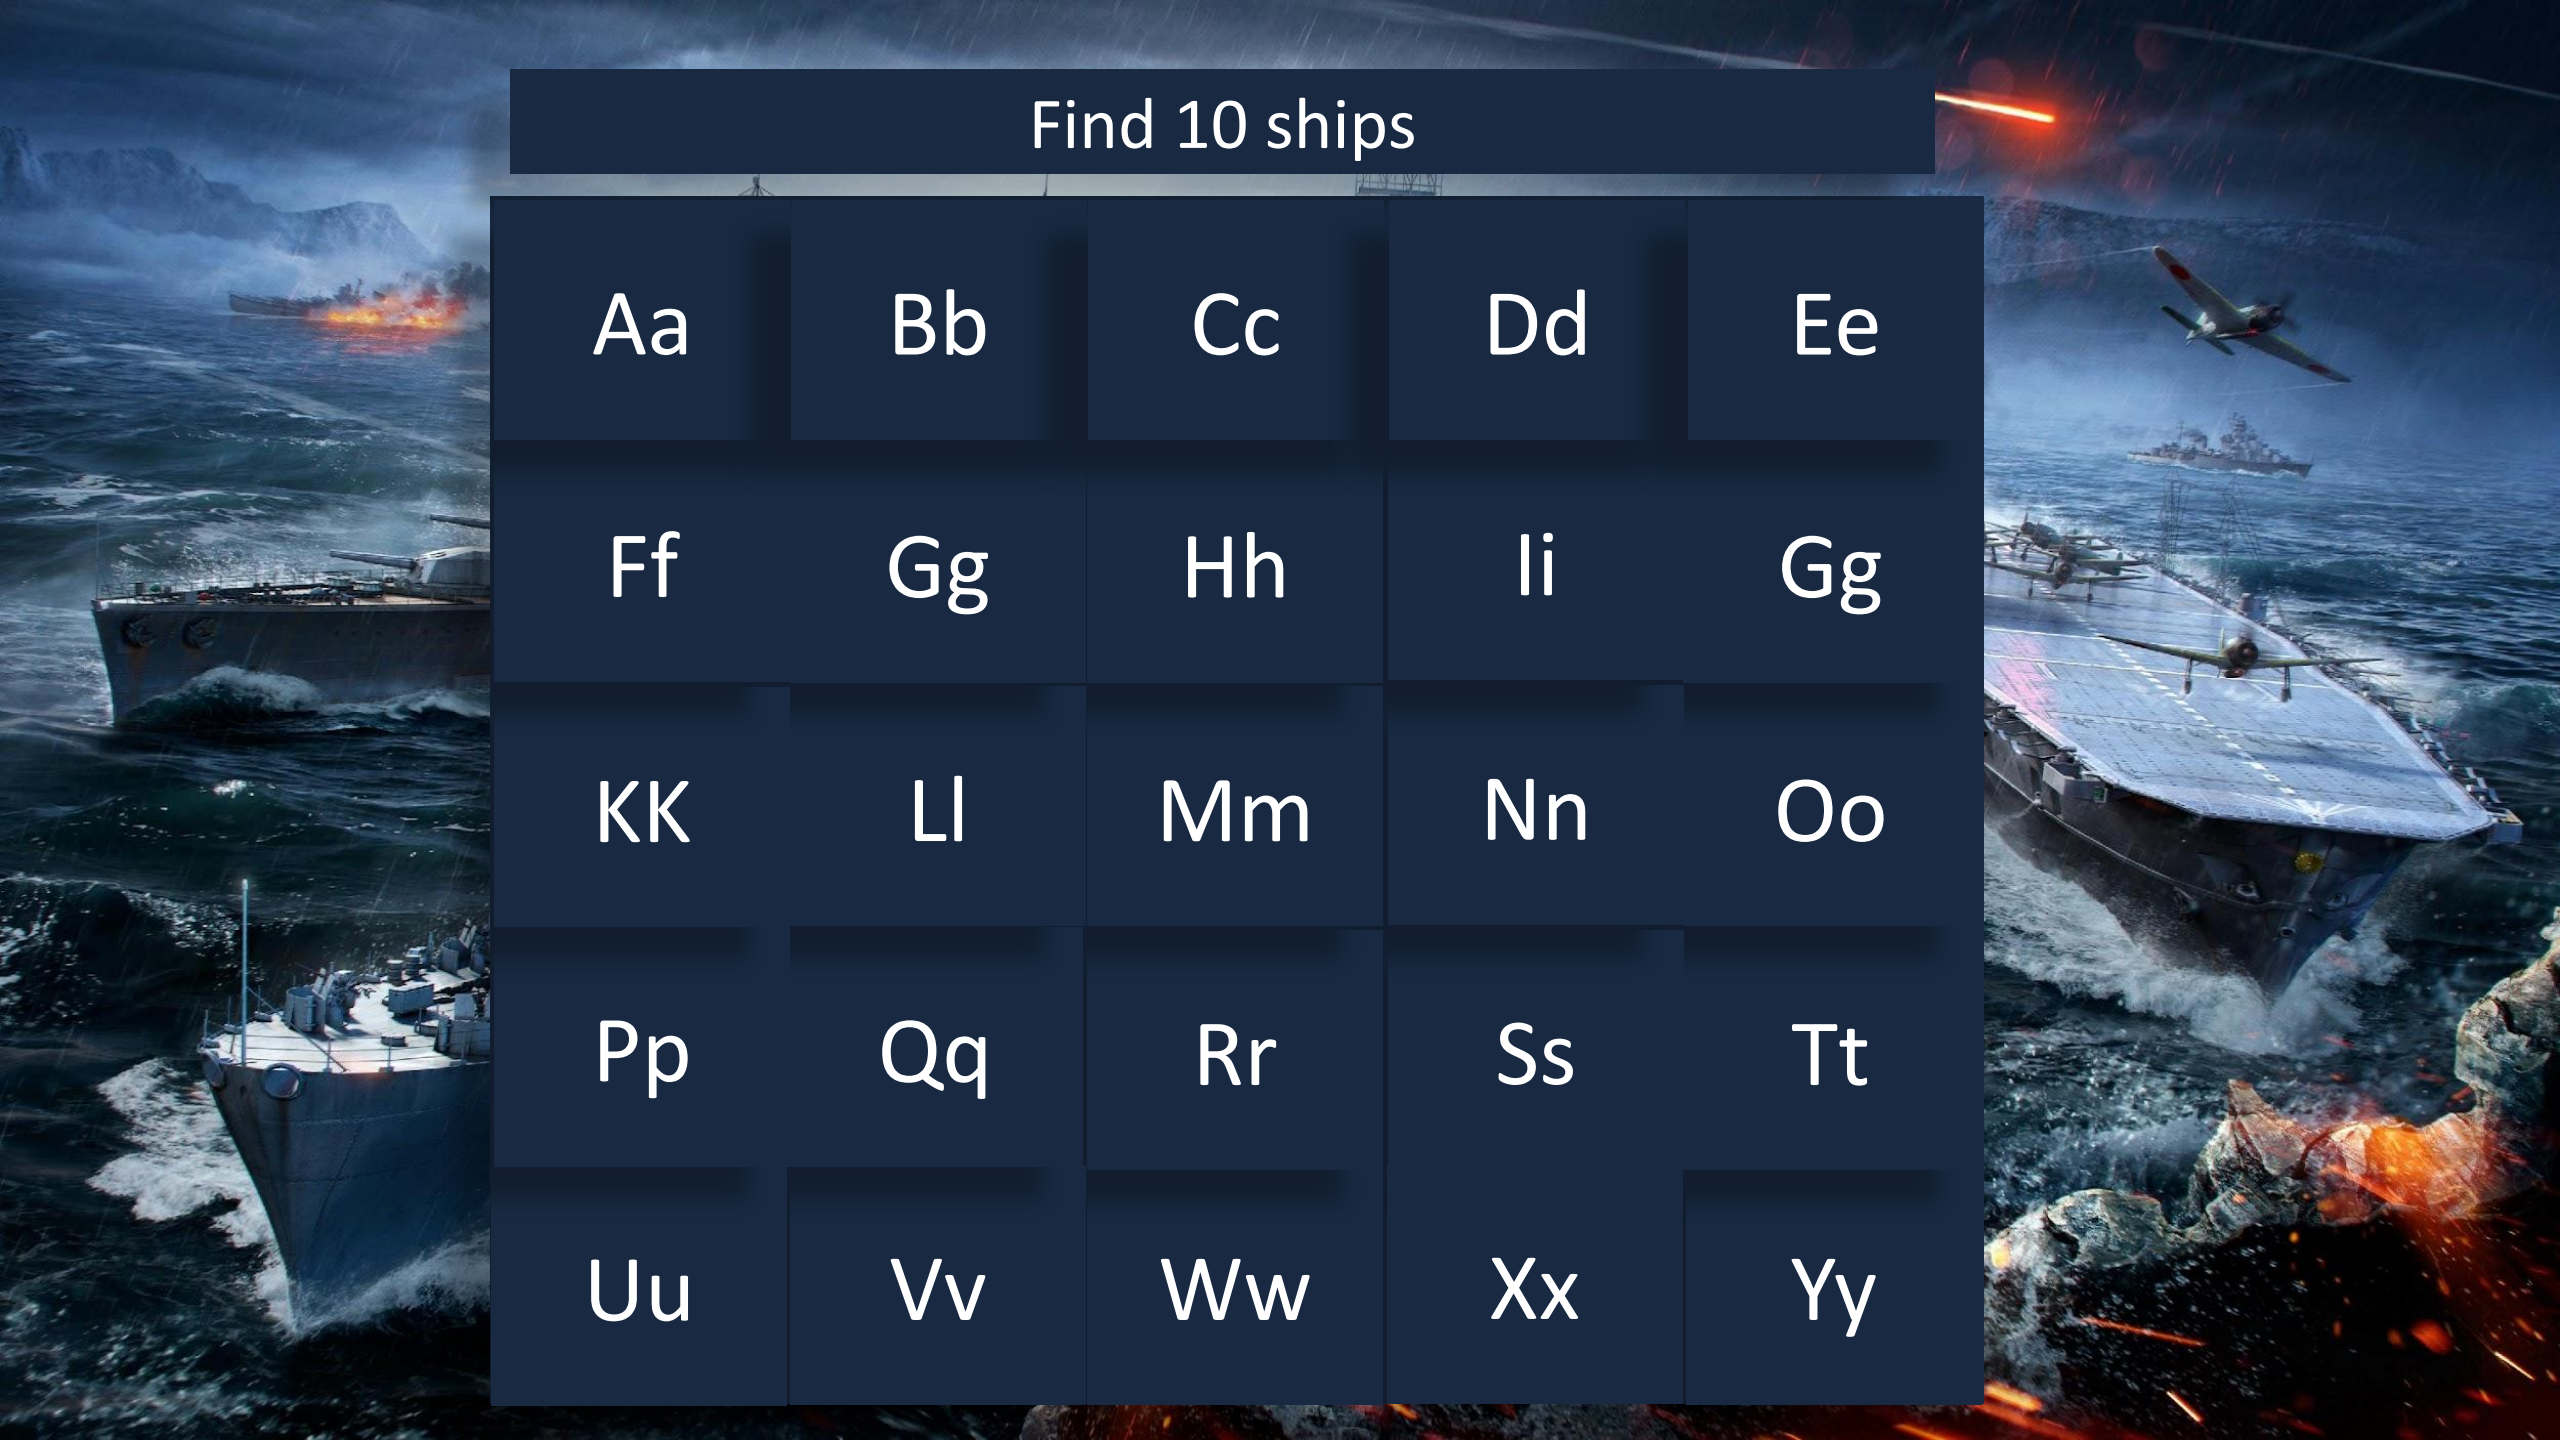 Find 10 ships
Aa Bb Cc Dd Ee
Ff Gg Hh Ii Gg
KK Ll Mm Nn Oo
Pp Qq Rr Ss Tt
Uu Vv Ww Xx Yy